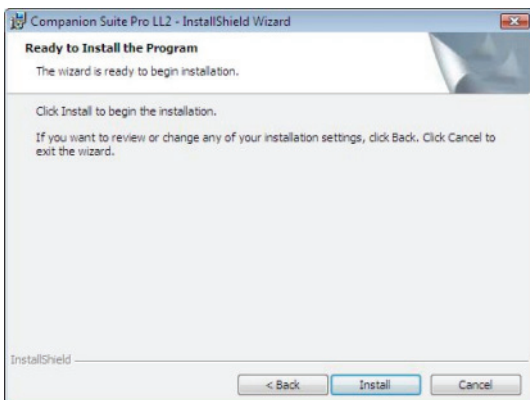 Companion Suite Pro LL2 - InstallShield Wizard
Ready to Install the Program
The wizard is ready to begin installation.
Click Install to begin the installation.
If you want to review or change any of your installation settings, click Back. Click Cancel to
exit the wizard.
InstallShield
< Back
Install
Cancel